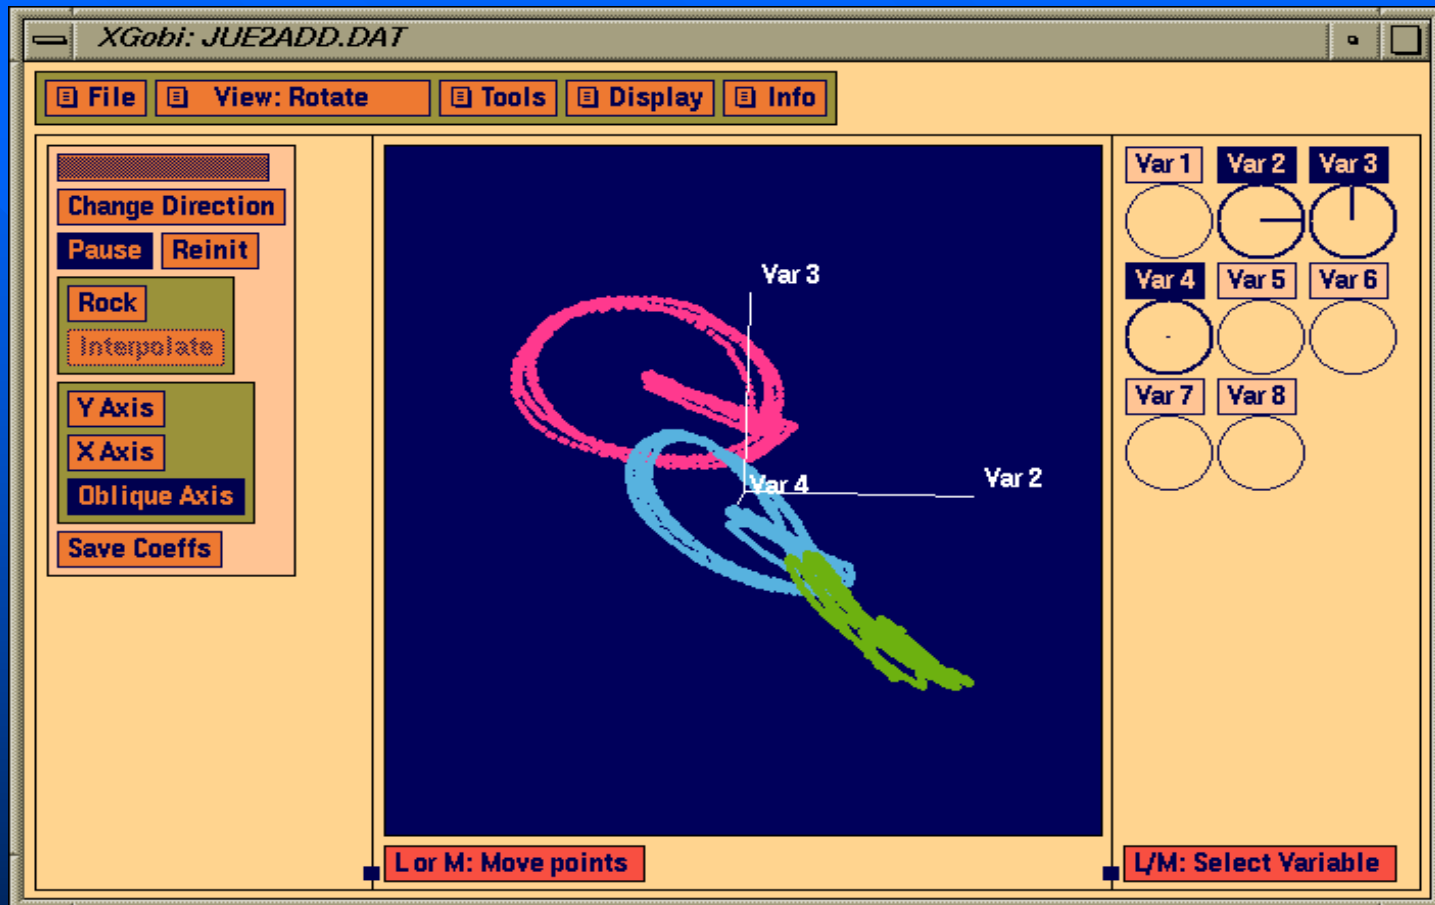 XGobi: JUE2ADD.DAT
File View: Rotate Tools Display Info
Change Direction
Pause Reinit
Rock
Interpolate
Y Axis
X Axis
Oblique Axis
Save Coeffs
Var 3
Var 4
Var 2
L or M: Move points
Var 1 Var 2 Var 3
Var 4 Var 5 Var 6
Var 7 Var 8
L/M: Select Variable